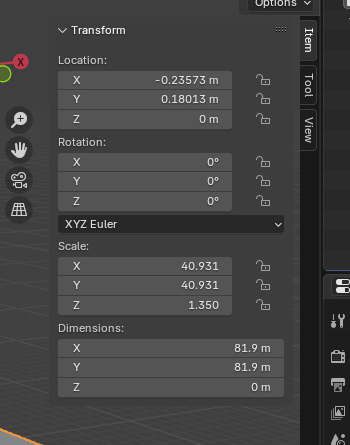 Options
Transform
Location:
X -0.23573 m
Y 0.18013 m
Z 0 m
Rotation:
X 0°
Y 0°
Z 0°
XYZ Euler
Scale:
X 40.931
Y 40.931
Z 1.350
Dimensions:
X 81.9 m
Y 81.9 m
Z 0 m
Item
Tool
View
X